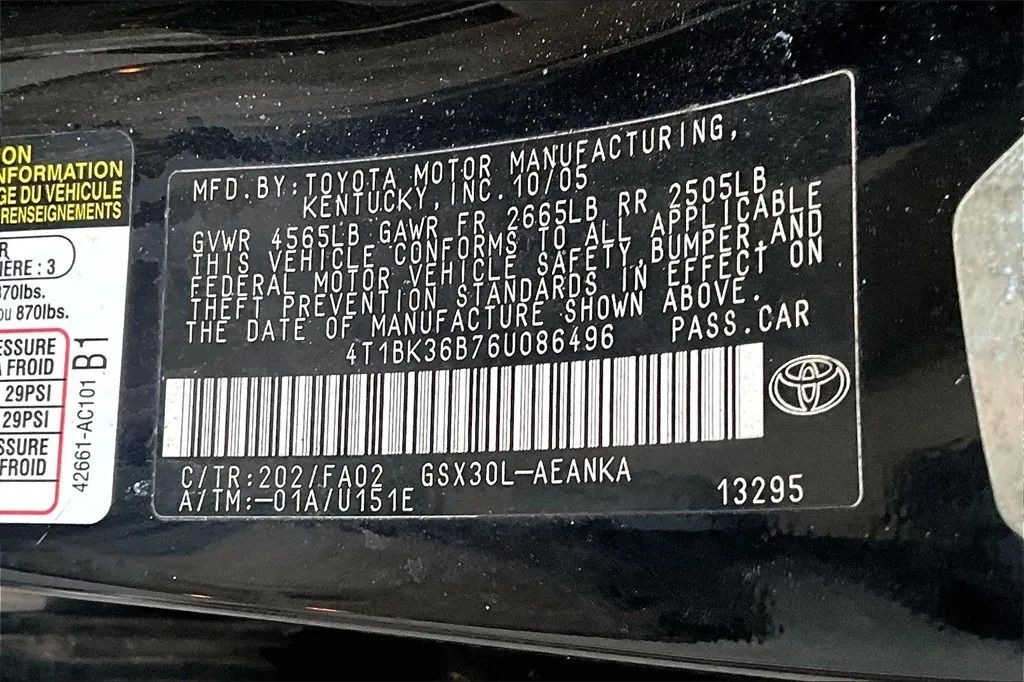 ON
NFORMATION
GE DU VÉHICULE
RENSEIGNEMENTS
R
IÈRE : 3
870lbs.
ou 870lbs.
ESSURE
À FROID
29PSI
29PSI
SSURE
FROID
42661-AC101 B1
MFD.BY:TOYOTA MOTOR MANUFACTURING,
KENTUCKY,INC.10/05
GVWR 4565LB GAWR FR 2665LB RR 2505LB
THIS VEHICLE CONFORMS TO ALL APPLICABLE
FEDERAL MOTOR VEHICLE SAFETY,BUMPER,AND
THEFT PREVENTION STANDARDS IN EFFECT ON
THE DATE OF MANUFACTURE SHOWN ABOVE.
4T1BK36B76U086496 PASS.CAR
C/TR:202/FA02 GSX30L-AEANKA
A/TM:-01A/U151E 13295